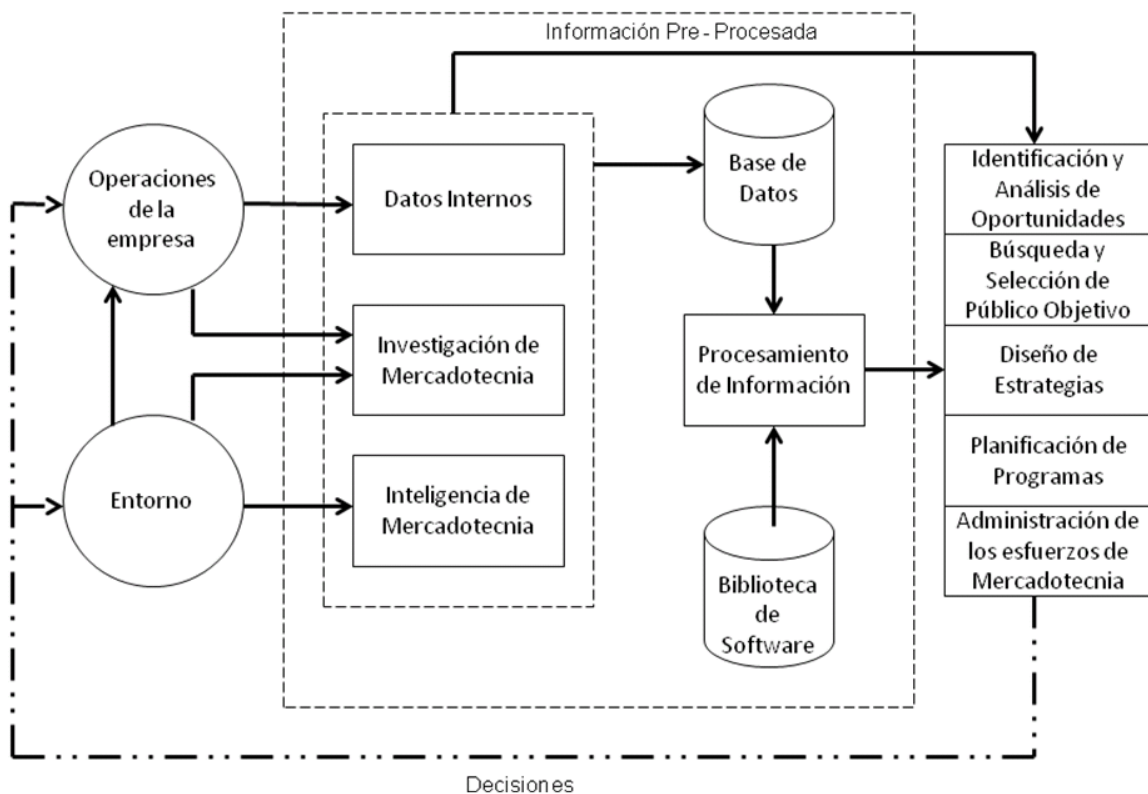 Información Pre - Procesada
Operaciones
de la
empresa
Entorno
Datos Internos
Investigación de
Mercadotecnia
Inteligencia de
Mercadotecnia
Base de
Datos
Procesamiento
de Información
Biblioteca
de
Software
Identificación y
Análisis de
Oportunidades
Búsqueda y
Selección de
Público Objetivo
Diseño de
Estrategias
Planificación de
Programas
Administración de
los esfuerzos de
Mercadotecnia
Decisiones